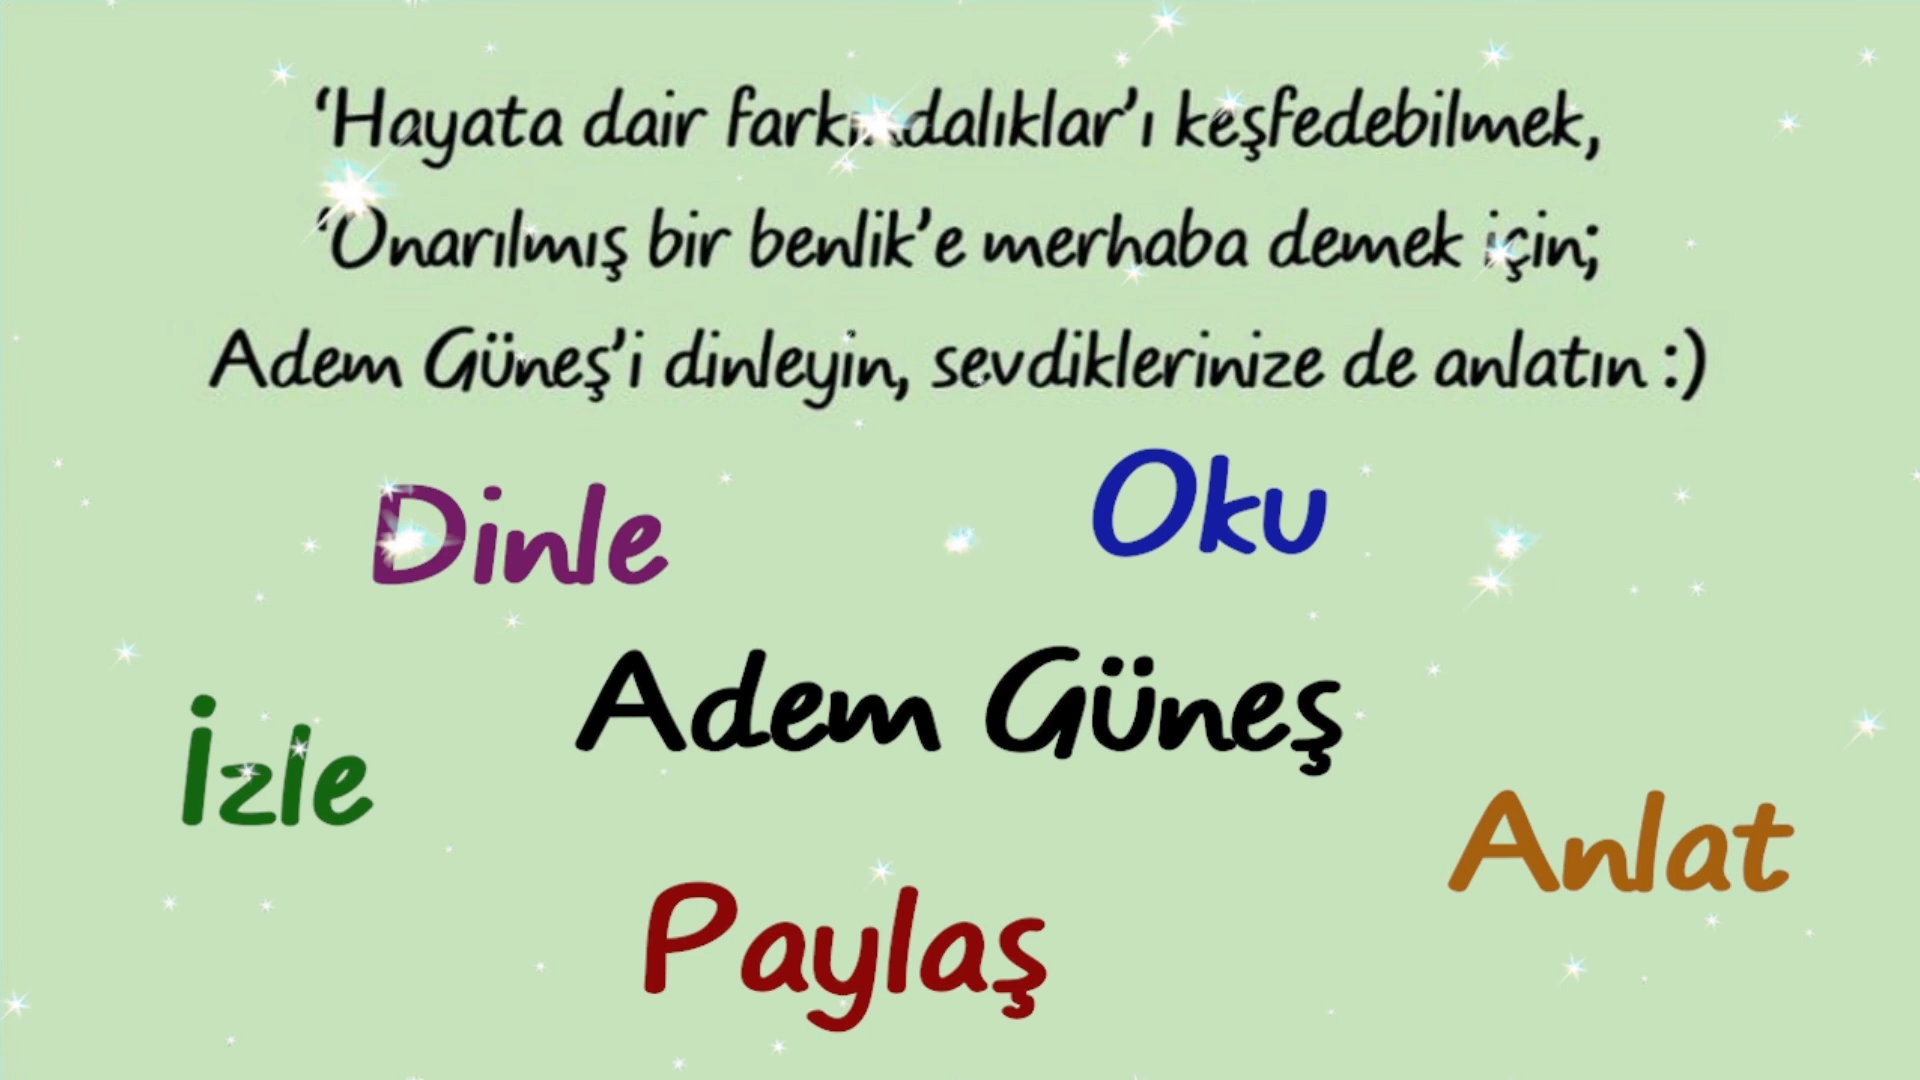 ‘Hayata dair farkındalıklar’ı keşfedebilmek,
‘Onarılmış bir benlik’e merhaba demek için;
Adem Güneş’i dinleyin, sevdiklerinize de anlatın :)
Dinle
Oku
Adem Güneş
İzle
Anlat
Paylaş